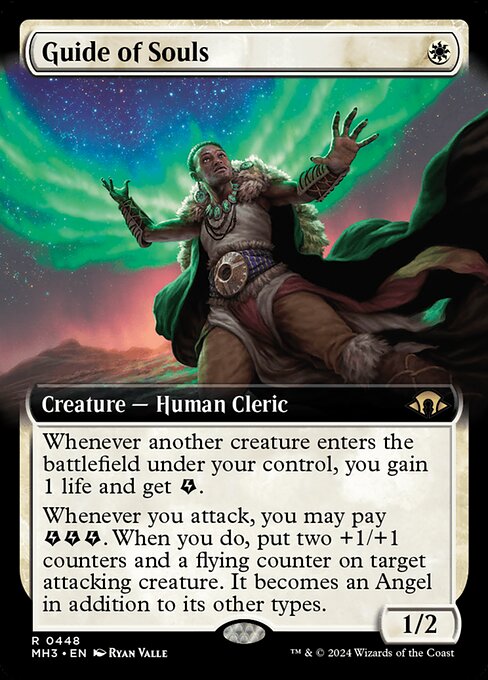 Guide of Souls
Creature — Human Cleric
Whenever another creature enters the
battlefield under your control, you gain
1 life and get .
Whenever you attack, you may pay
. When you do, put two +1/+1
counters and a flying counter on target
attacking creature. It becomes an Angel
in addition to its other types.
1/2
R 0448
MH3 • EN Ryan Valle
™ & © 2024 Wizards of the Coast